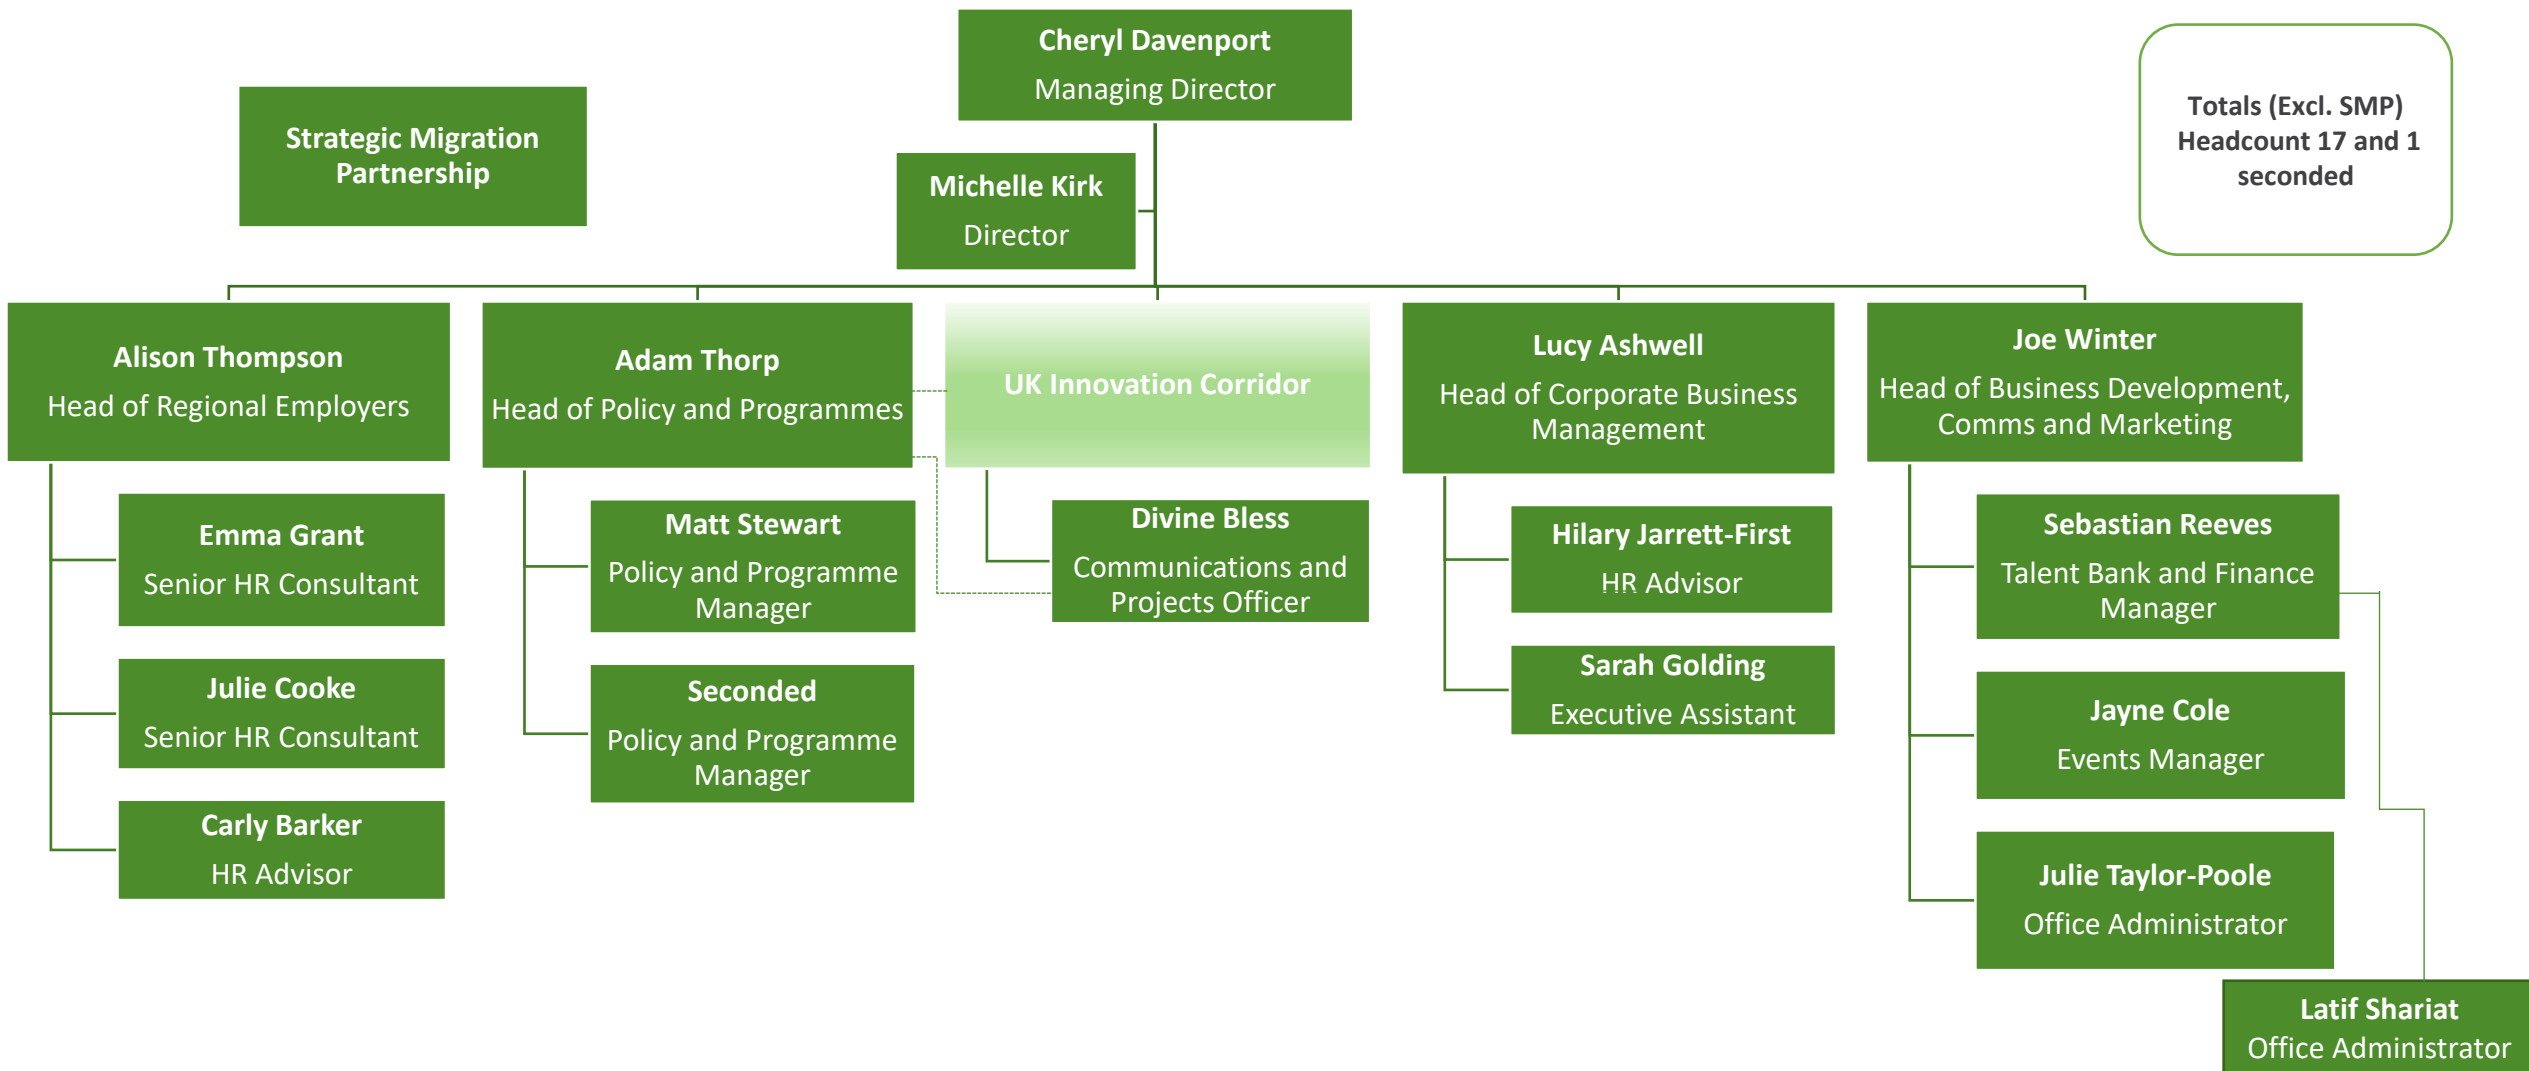 Cheryl Davenport
Managing Director
Strategic Migration
Partnership
Totals (Excl. SMP)
Headcount 17 and 1
seconded
Michelle Kirk
Director
Alison Thompson
Head of Regional Employers
Adam Thorp
Head of Policy and Programmes
UK Innovation Corridor
Lucy Ashwell
Head of Corporate Business
Management
Joe Winter
Head of Business Development,
Comms and Marketing
Emma Grant
Senior HR Consultant
Julie Cooke
Senior HR Consultant
Carly Barker
HR Advisor
Matt Stewart
Policy and Programme
Manager
Seconded
Policy and Programme
Manager
Divine Bless
Communications and
Projects Officer
Hilary Jarrett-First
HR Advisor
Sarah Golding
Executive Assistant
Sebastian Reeves
Talent Bank and Finance
Manager
Jayne Cole
Events Manager
Julie Taylor-Poole
Office Administrator
Latif Shariat
Office Administrator